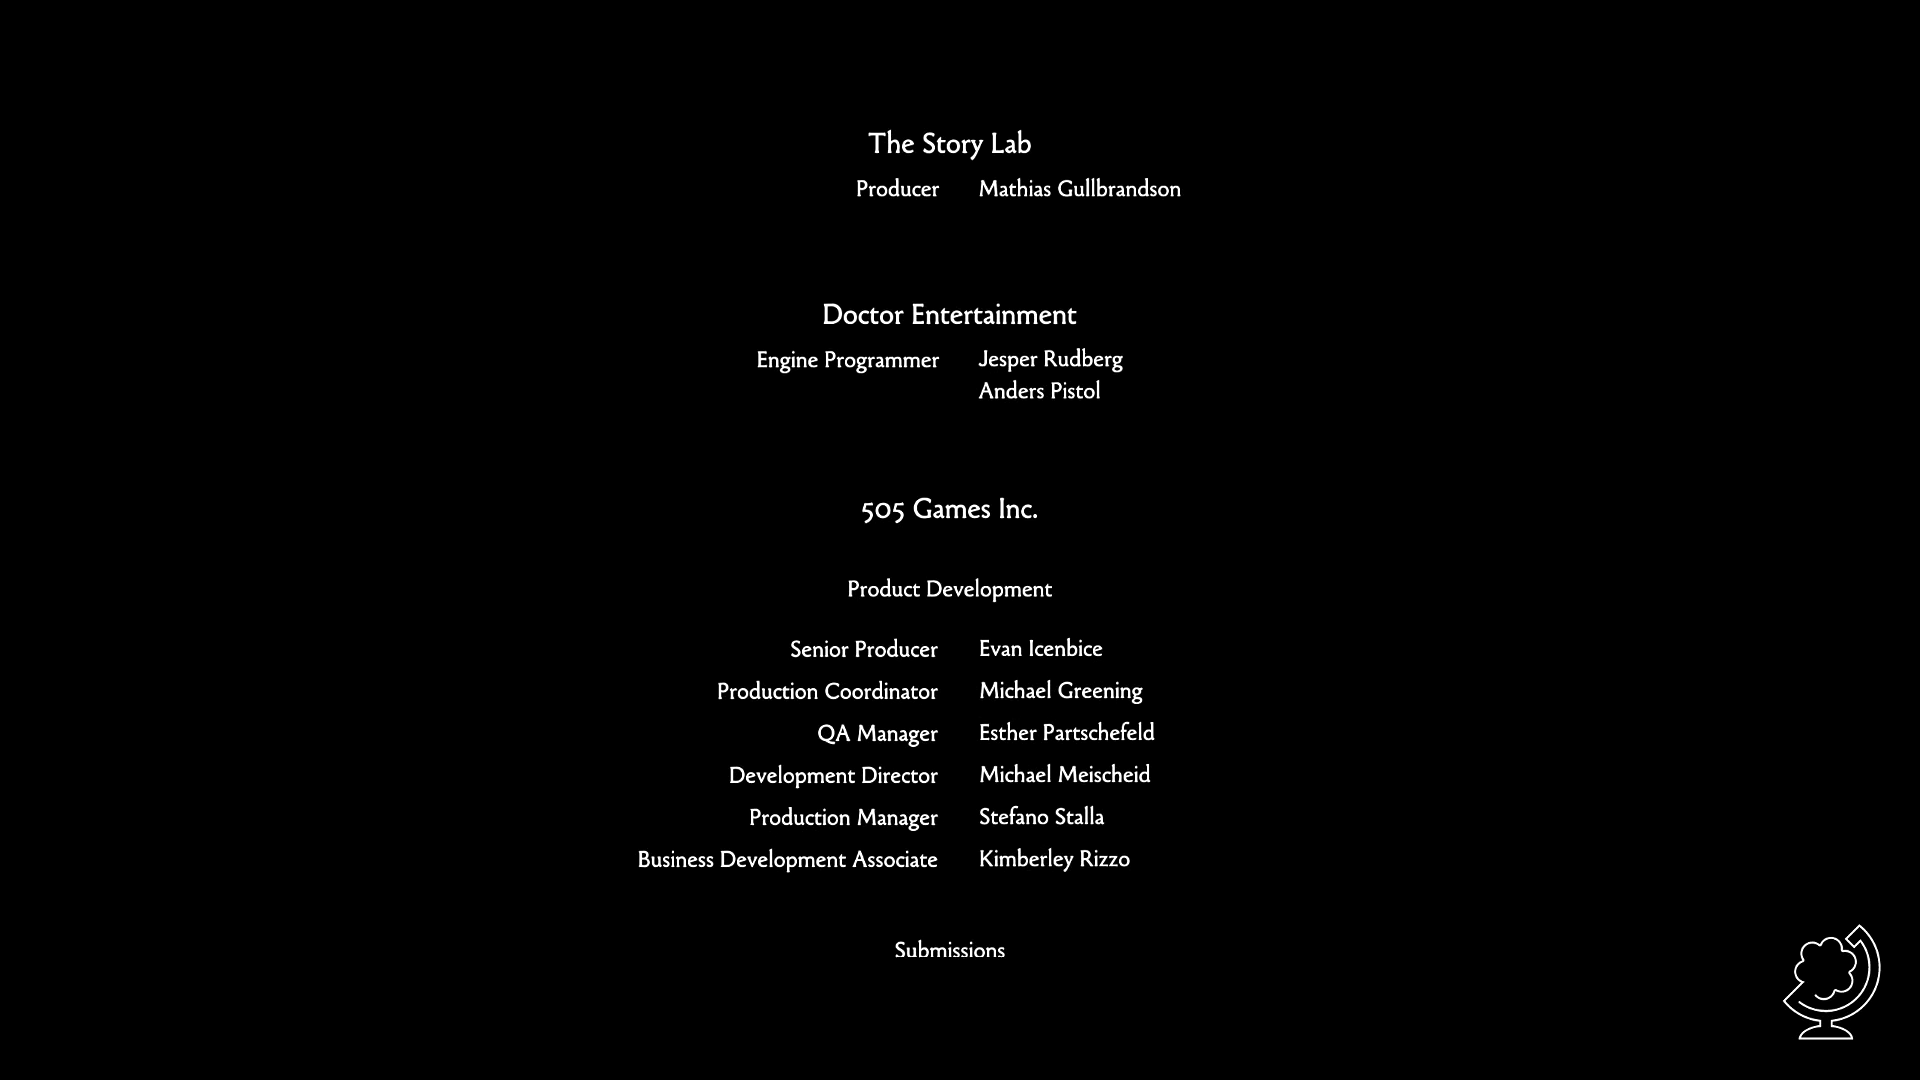 The Story Lab
Producer Mathias Gullbrandson
Doctor Entertainment
Engine Programmer Jesper Rudberg
Anders Pistol
505 Games Inc.
Product Development
Senior Producer Evan Icenbice
Production Coordinator Michael Greening
QA Manager Esther Partschefeld
Development Director Michael Meischeid
Production Manager Stefano Stalla
Business Development Associate Kimberley Rizzo
Submissions